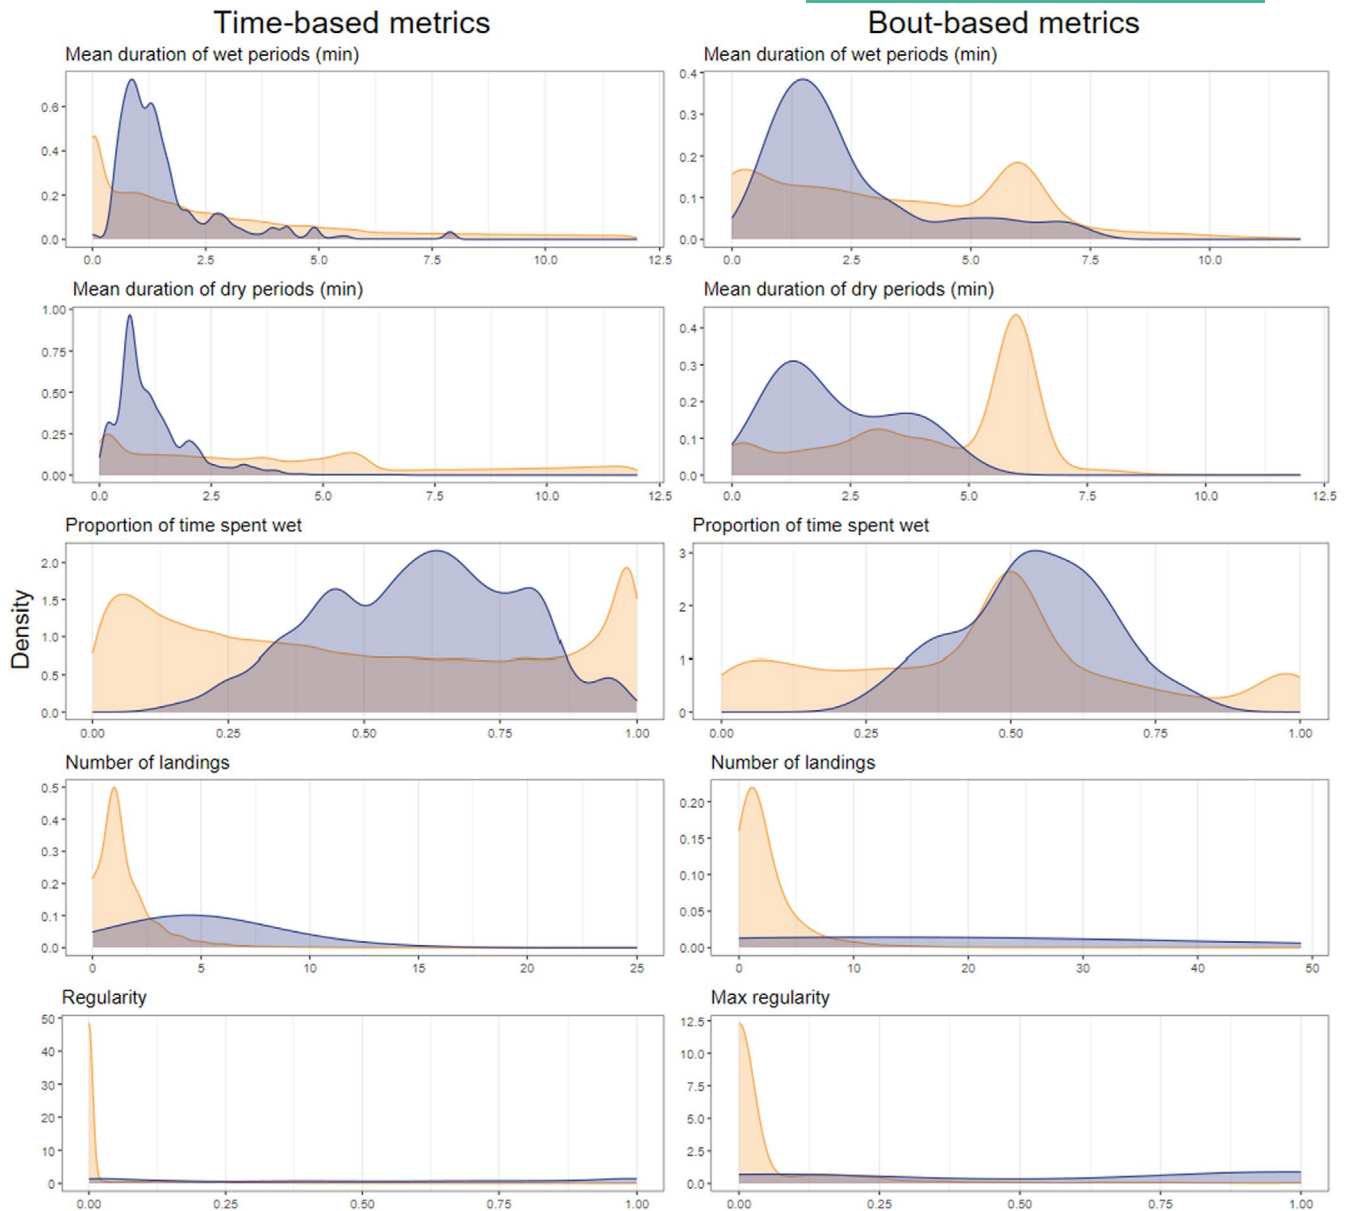 Time-based metrics
Bout-based metrics
Mean duration of wet periods (min)
0.6
0.4
0.2
0.0
0.0 2.5 5.0 7.5 10.0 12.5
Mean duration of wet periods (min)
0.4
0.3
0.2
0.1
0.0
0.0 2.5 5.0 7.5 10.0
Mean duration of dry periods (min)
1.00
0.75
0.50
0.25
0.00
0.0 2.5 5.0 7.5 10.0 12.5
Mean duration of dry periods (min)
0.4
0.3
0.2
0.1
0.0
0.0 2.5 5.0 7.5 10.0 12.5
Density
Proportion of time spent wet
2.0
1.5
1.0
0.5
0.0
0.00 0.25 0.50 0.75 1.00
Proportion of time spent wet
3
2
1
0
0.00 0.25 0.50 0.75 1.00
Number of landings
0.5
0.4
0.3
0.2
0.1
0.0
0 5 10 15 20 25
Number of landings
0.20
0.15
0.10
0.05
0.00
0 10 20 30 40 50
Regularity
50
40
30
20
10
0
0.00 0.25 0.50 0.75 1.00
Max regularity
12.5
10.0
7.5
5.0
2.5
0.0
0.00 0.25 0.50 0.75 1.00